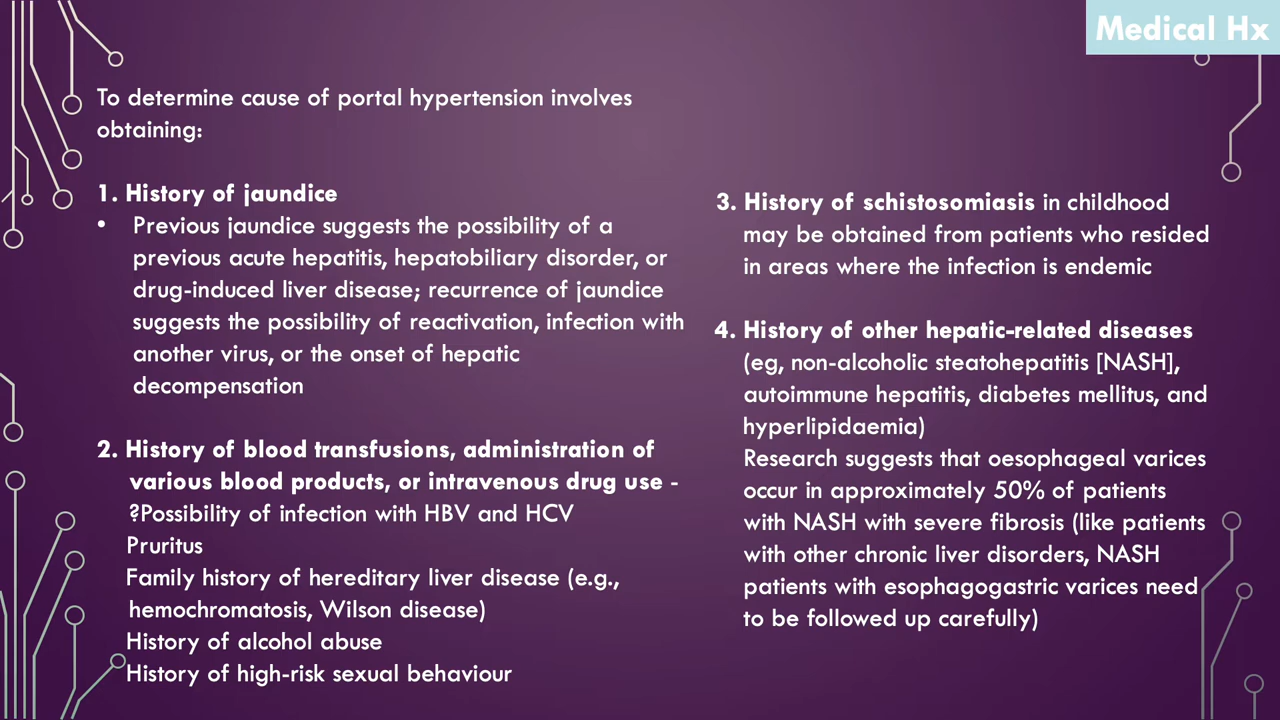 Medical Hx
To determine cause of portal hypertension involves
obtaining:
1. History of jaundice
• Previous jaundice suggests the possibility of a
previous acute hepatitis, hepatobiliary disorder, or
drug-induced liver disease; recurrence of jaundice
suggests the possibility of reactivation, infection with
another virus, or the onset of hepatic
decompensation
2. History of blood transfusions, administration of
various blood products, or intravenous drug use -
?Possibility of infection with HBV and HCV
Pruritus
Family history of hereditary liver disease (e.g.,
hemochromatosis, Wilson disease)
History of alcohol abuse
History of high-risk sexual behaviour
3. History of schistosomiasis in childhood
may be obtained from patients who resided
in areas where the infection is endemic
4. History of other hepatic-related diseases
(eg, non-alcoholic steatohepatitis [NASH],
autoimmune hepatitis, diabetes mellitus, and
hyperlipidaemia)
Research suggests that oesophageal varices
occur in approximately 50% of patients
with NASH with severe fibrosis (like patients
with other chronic liver disorders, NASH
patients with esophagogastric varices need
to be followed up carefully)